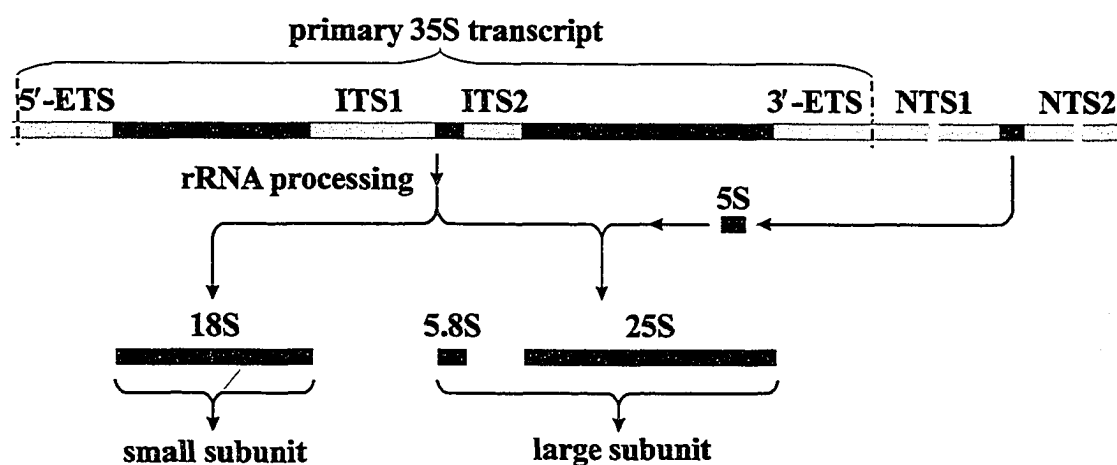 primary 35S transcript
5'-ETS ITS1 ITS2 3'-ETS NTS1 NTS2
rRNA processing
5S
18S 5.8S 25S
small subunit large subunit